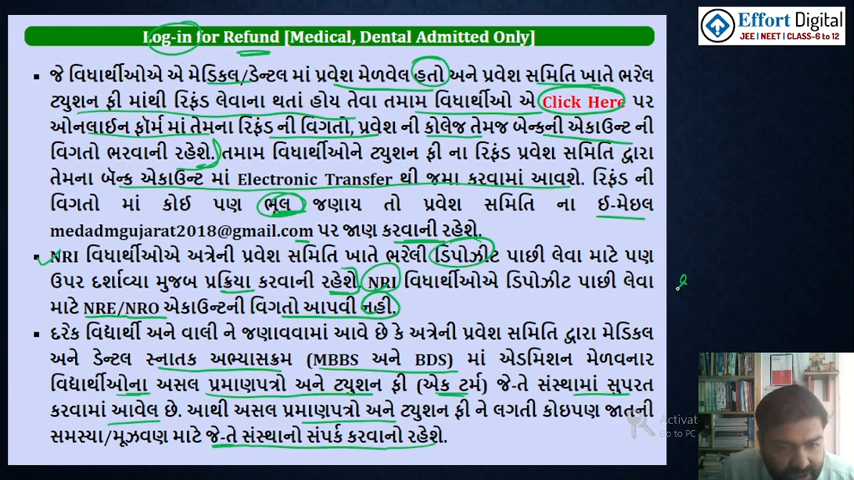 Log-in for Refund [Medical, Dental Admitted Only]
Effort Digital
JEE | NEET | CLASS-6 to 12
જે વિધાર્થીઓએ એ મેડિકલ/ડેન્ટલ માં પ્રવેશ મેળવેલ હતો અને પ્રવેશ સમિતિ ખાતે ભરેલ
ટ્યુશન ફી માંથી રિફંડ લેવાના થતાં હોય તેવા તમામ વિધાર્થીઓ એ Click Here પર
ઓનલાઈન ફૉર્મ માં તેમના રિફંડ ની વિગતો, પ્રવેશ ની કોલેજ તેમજ બેન્કની એકાઉન્ટ ની
વિગતો ભરવાની રહેશે. તમામ વિધાર્થીઓને ટ્યુશન ફી ના રિફંડ પ્રવેશ સમિતિ દ્વારા
તેમના બૅન્ક એકાઉન્ટ માં Electronic Transfer થી જમા કરવામાં આવશે. રિફંડ ની
વિગતો માં કોઈ પણ ભૂલ જણાય તો પ્રવેશ સમિતિ ના ઈ-મેઇલ
medadmgujarat2018@gmail.com પર જાણ કરવાની રહેશે.
NRI વિધાર્થીઓએ અત્રેની પ્રવેશ સમિતિ ખાતે ભરેલી ડિપોઝીટ પાછી લેવા માટે પણ
ઉપર દર્શાવ્યા મુજબ પ્રક્રિયા કરવાની રહેશે. NRI વિધાર્થીઓએ ડિપોઝીટ પાછી લેવા
માટે NRE/NRO એકાઉન્ટની વિગતો આપવી નહી.
દરેક વિદ્યાર્થી અને વાલી ને જણાવવામાં આવે છે કે અત્રેની પ્રવેશ સમિતિ દ્વારા મેડિકલ
અને ડેન્ટલ સ્નાતક અભ્યાસક્રમ (MBBS અને BDS) માં એડમિશન મેળવનાર
વિદ્યાર્થીઓના અસલ પ્રમાણપત્રો અને ટ્યુશન ફી (એક ટર્મ) જે-તે સંસ્થામાં સુપરત
કરવામાં આવેલ છે. આથી અસલ પ્રમાણપત્રો અને ટ્યુશન ફી ને લગતી કોઇપણ જાતની
સમસ્યા/મૂઝવણ માટે જે-તે સંસ્થાનો સંપર્ક કરવાનો રહેશે.
Activat
Go to PC